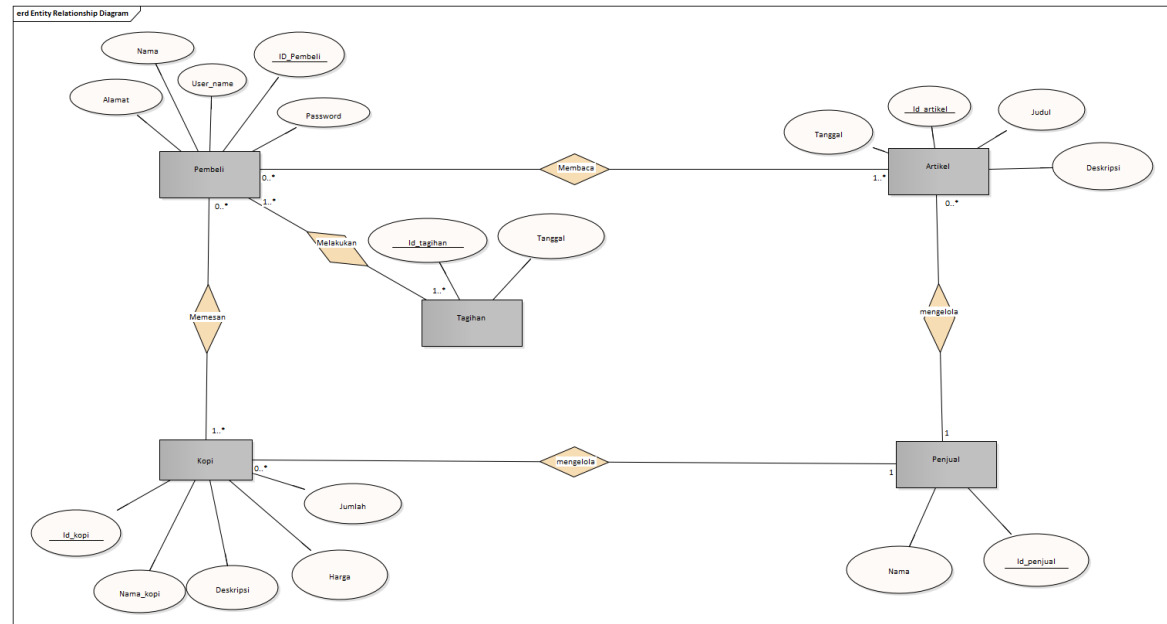 erd Entity Relationship Diagram
Nama
ID_Pembeli
User_name
Alamat
Password
Id_artikel
Judul
Tanggal
Deskripsi
Pembeli
Artikel
Membaca
0..*
1..*
0..*
1..*
0..*
Melakukan
Id_tagihan
Tanggal
1..*
Tagihan
Memesan
mengelola
1..*
1
Kopi
0..*
mengelola
1
Penjual
Jumlah
Id_kopi
Nama_kopi
Deskripsi
Harga
Nama
Id_penjual